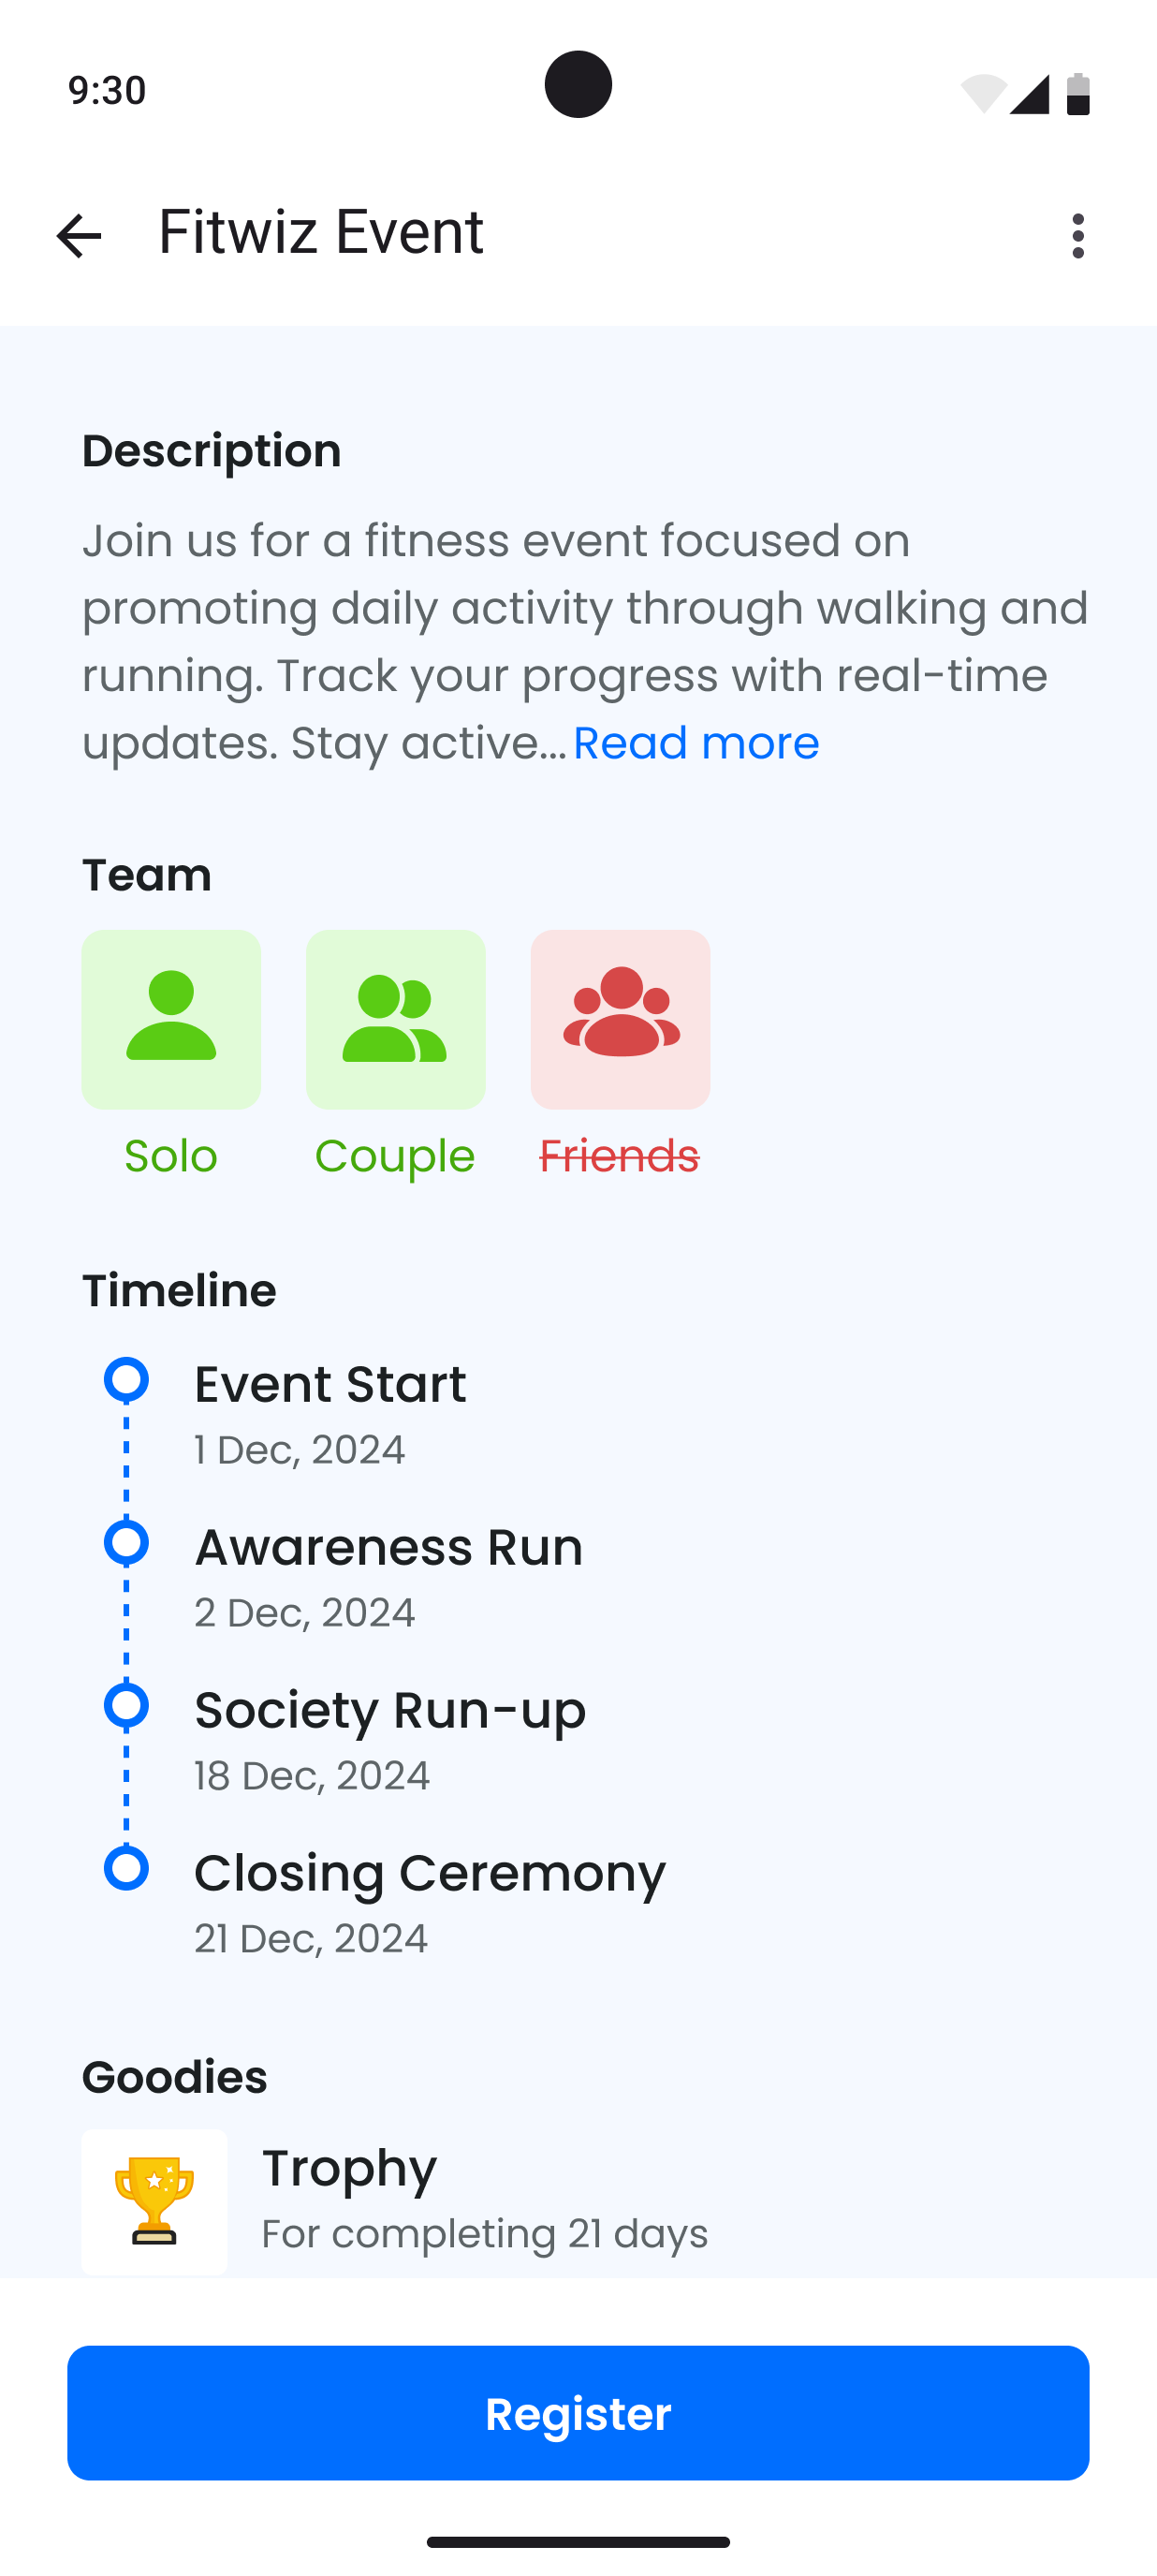 9:30
Fitwiz Event
Description
Join us for a fitness event focused on
promoting daily activity through walking and
running. Track your progress with real-time
updates. Stay active... Read more
Team
Solo
Couple
Friends
Timeline
Event Start
1 Dec, 2024
Awareness Run
2 Dec, 2024
Society Run-up
18 Dec, 2024
Closing Ceremony
21 Dec, 2024
Goodies
Trophy
For completing 21 days
Register